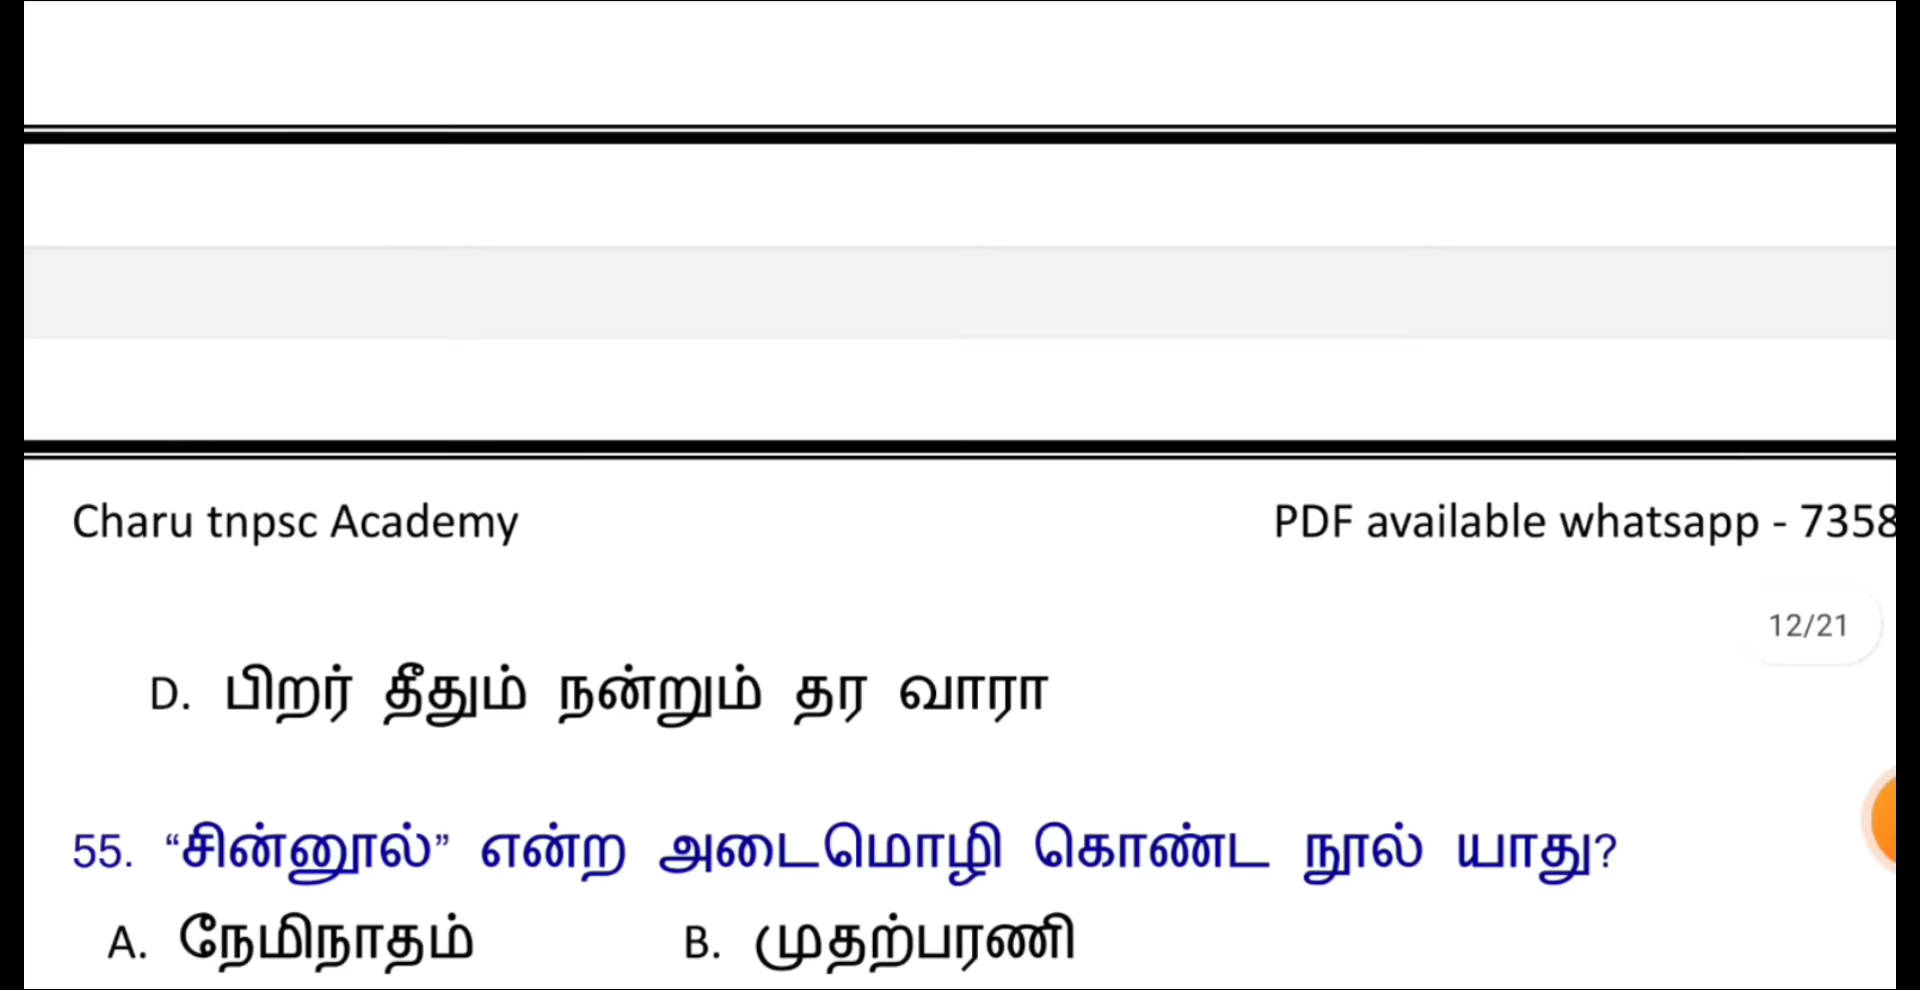 Charu tnpsc Academy
PDF available whatsapp - 7358
12/21
D. பிறர் தீதும் நன்றும் தர வாரா
55. “சின்னூல்” என்ற அடைமொழி கொண்ட நூல் யாது?
A. நேமிநாதம் B. முதற்பரணி